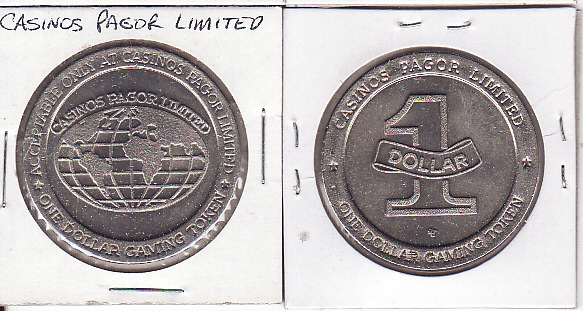 CASINOS PAGOR LIMITED
ACCEPTABLE ONLY AT CASINOS PAGOR LIMITED
CASINOS PAGOR LIMITED
ONE DOLLAR GAMING TOKEN
CASINOS PAGOR LIMITED
1
DOLLAR
ONE DOLLAR GAMING TOKEN